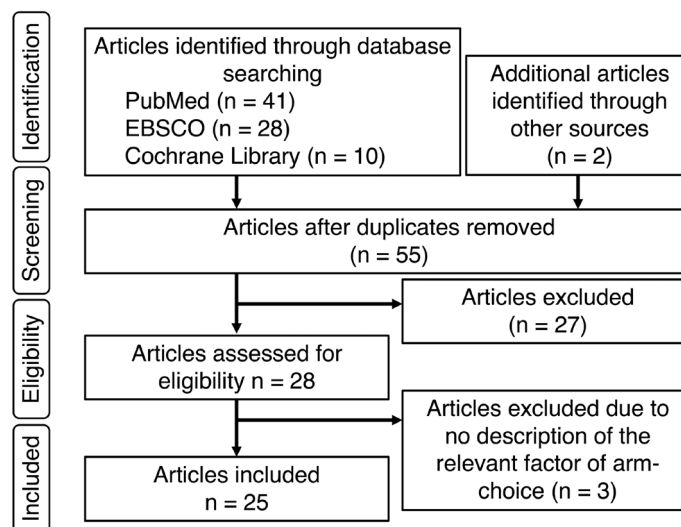 Identification
Articles identified through database
searching
PubMed (n = 41)
EBSCO (n = 28)
Cochrane Library (n = 10)
Additional articles
identified through
other sources
(n = 2)
Screening
Articles after duplicates removed
(n = 55)
Articles excluded
(n = 27)
Eligibility
Articles assessed for
eligibility n = 28
Articles excluded due to
no description of the
relevant factor of arm-
choice (n = 3)
Included
Articles included
n = 25